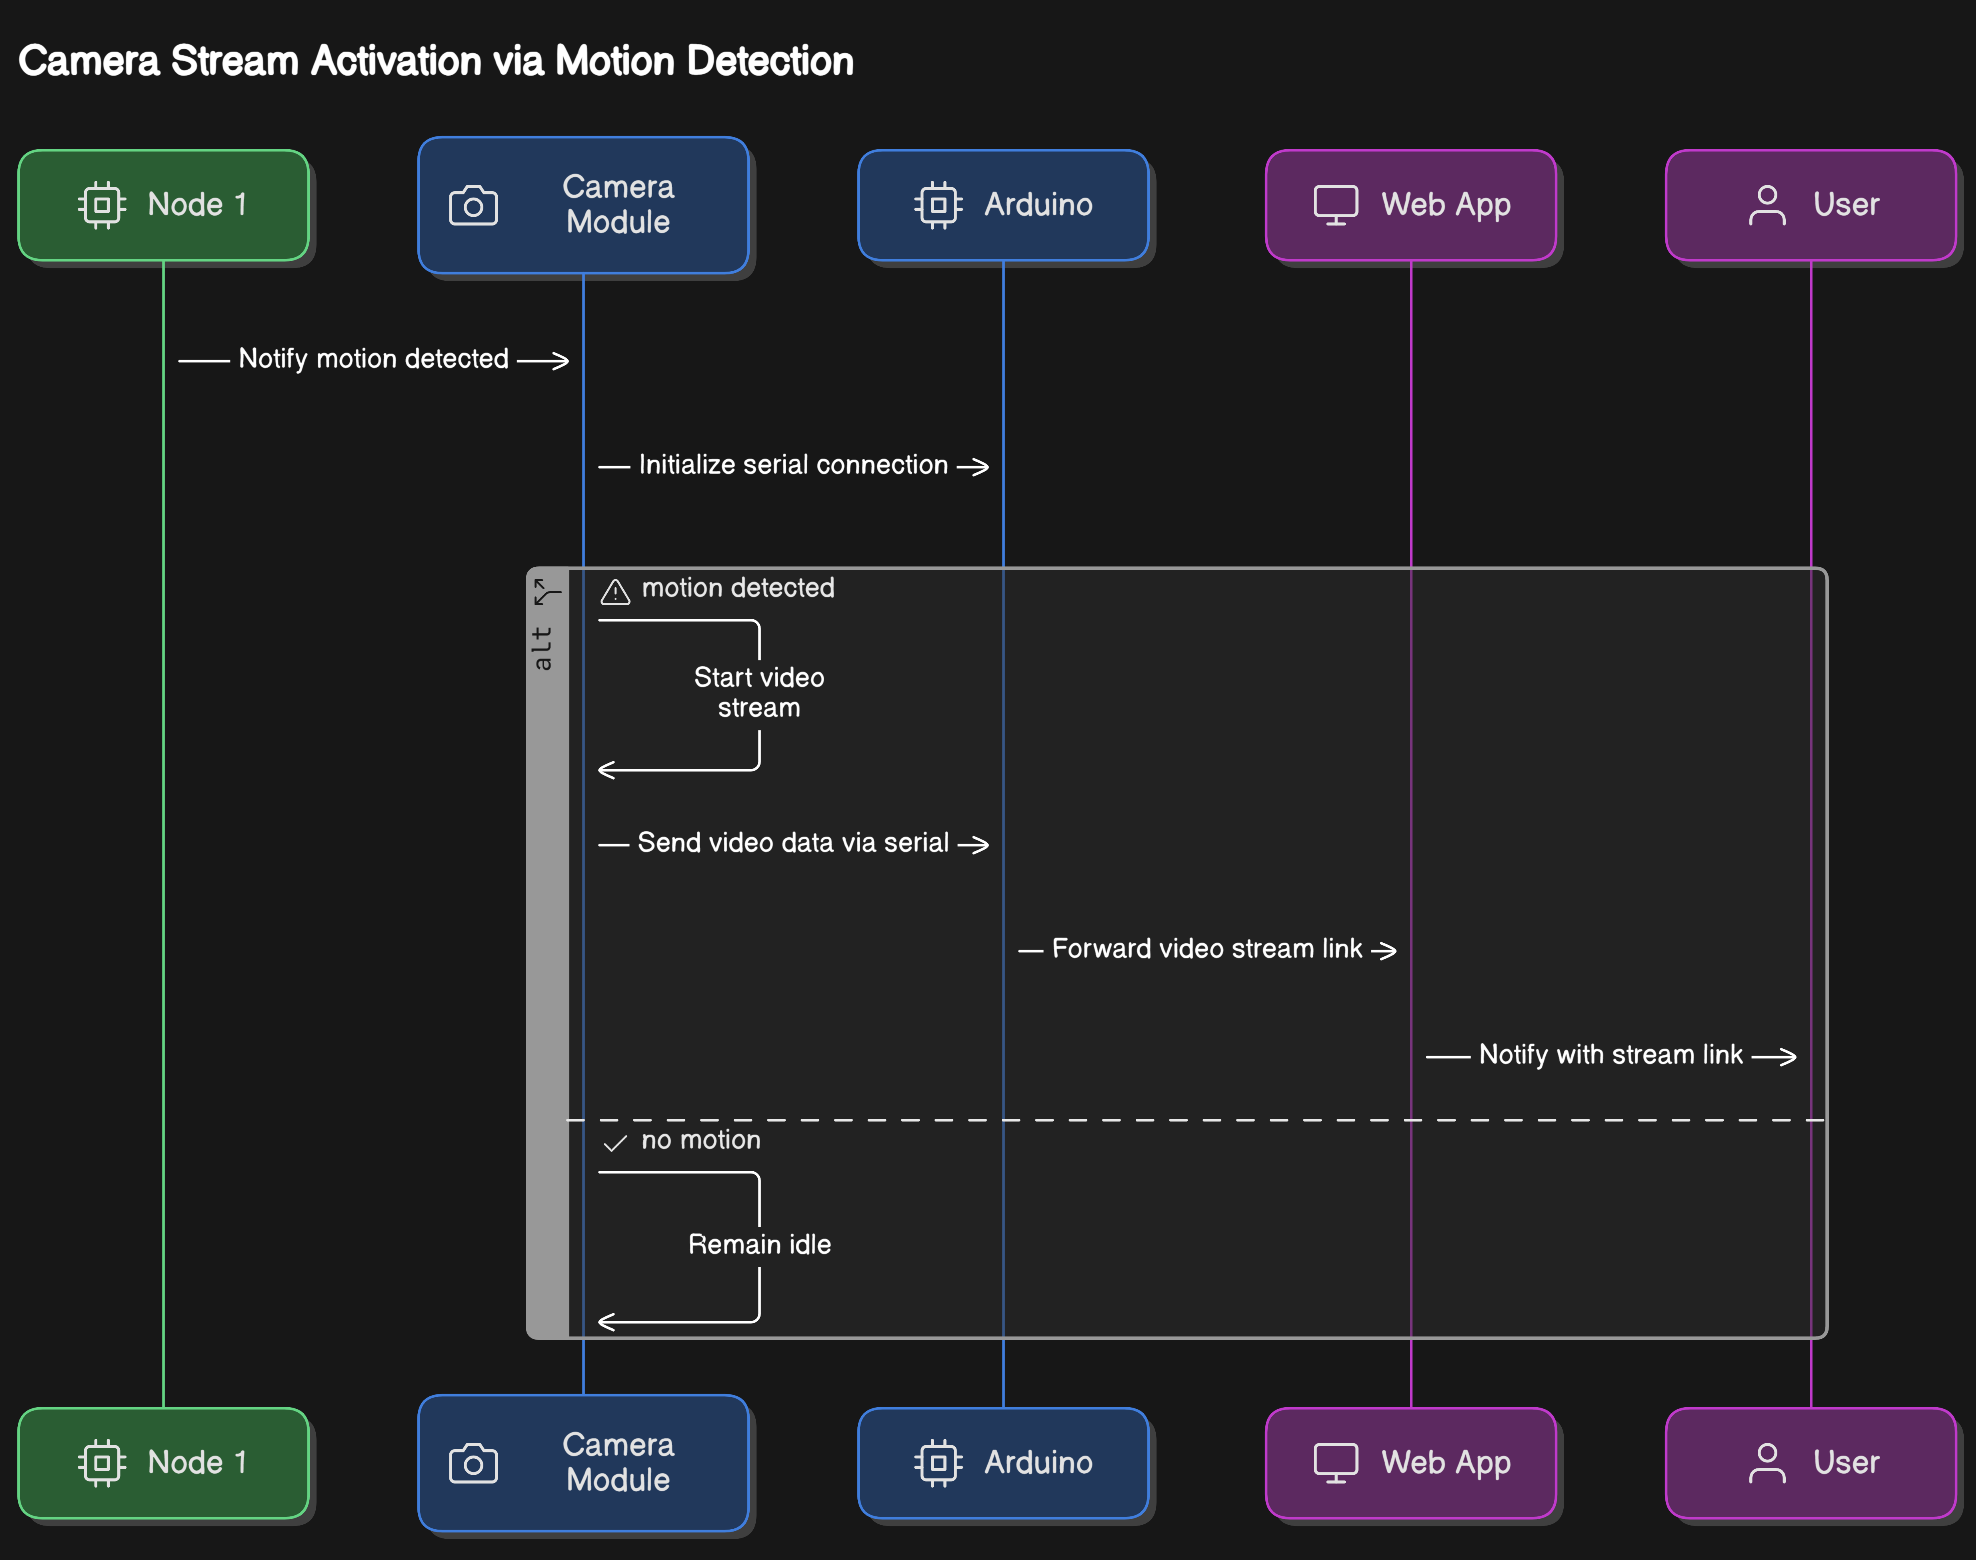 Camera Stream Activation via Motion Detection
Node 1
Camera
Module
Arduino
Web App
User
Notify motion detected
Initialize serial connection
alt
motion detected
Start video
stream
Send video data via serial
Forward video stream link
Notify with stream link
no motion
Remain idle
Node 1
Camera
Module
Arduino
Web App
User